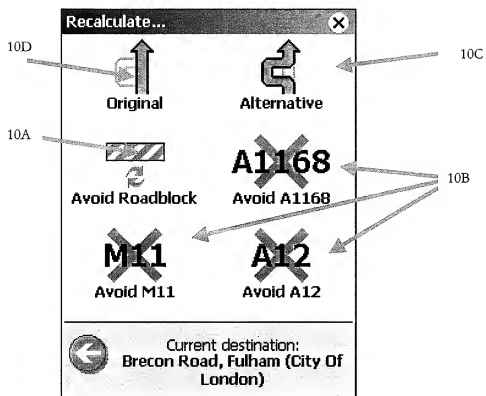 Recalculate...
10D
10C
Original
Alternative
10A
A1168
10B
Avoid Roadblock
Avoid A1168
M11
A12
Avoid M11
Avoid A12
Current destination:
Brecon Road, Fulham (City Of
London)